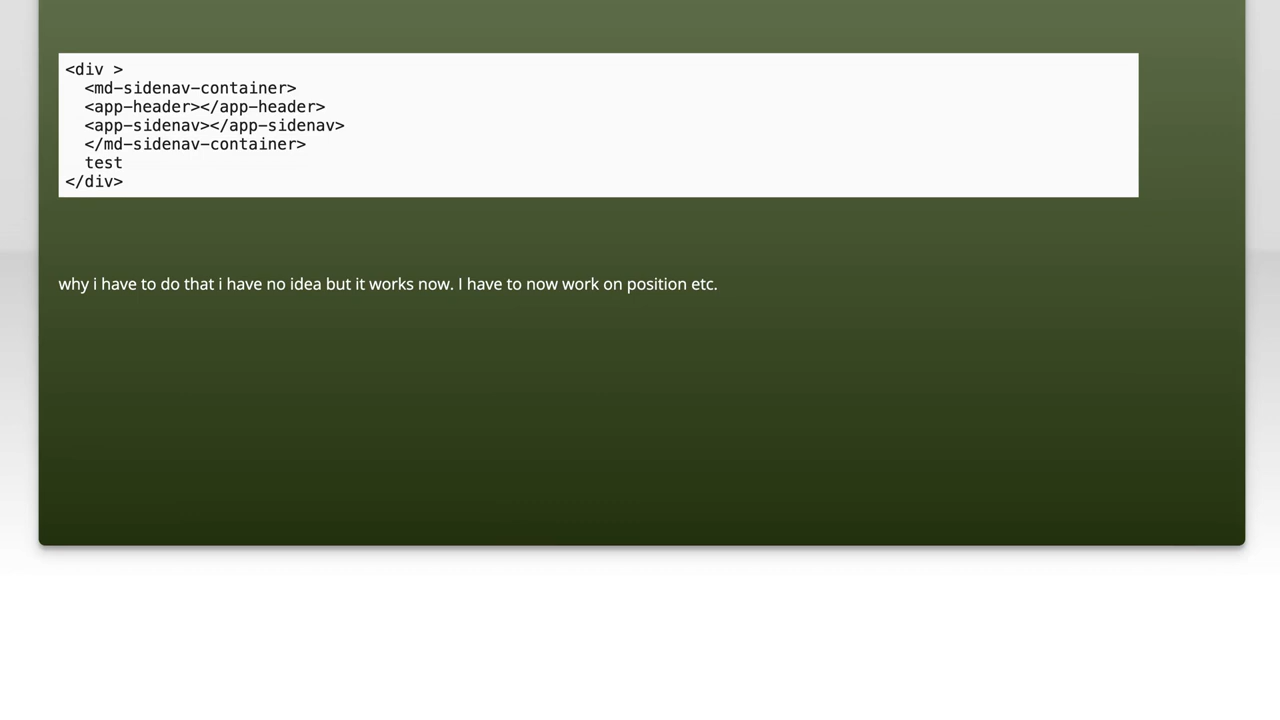 <div >
  <md-sidenav-container>
  <app-header></app-header>
  <app-sidenav></app-sidenav>
  </md-sidenav-container>
  test
</div>
why i have to do that i have no idea but it works now. I have to now work on position etc.